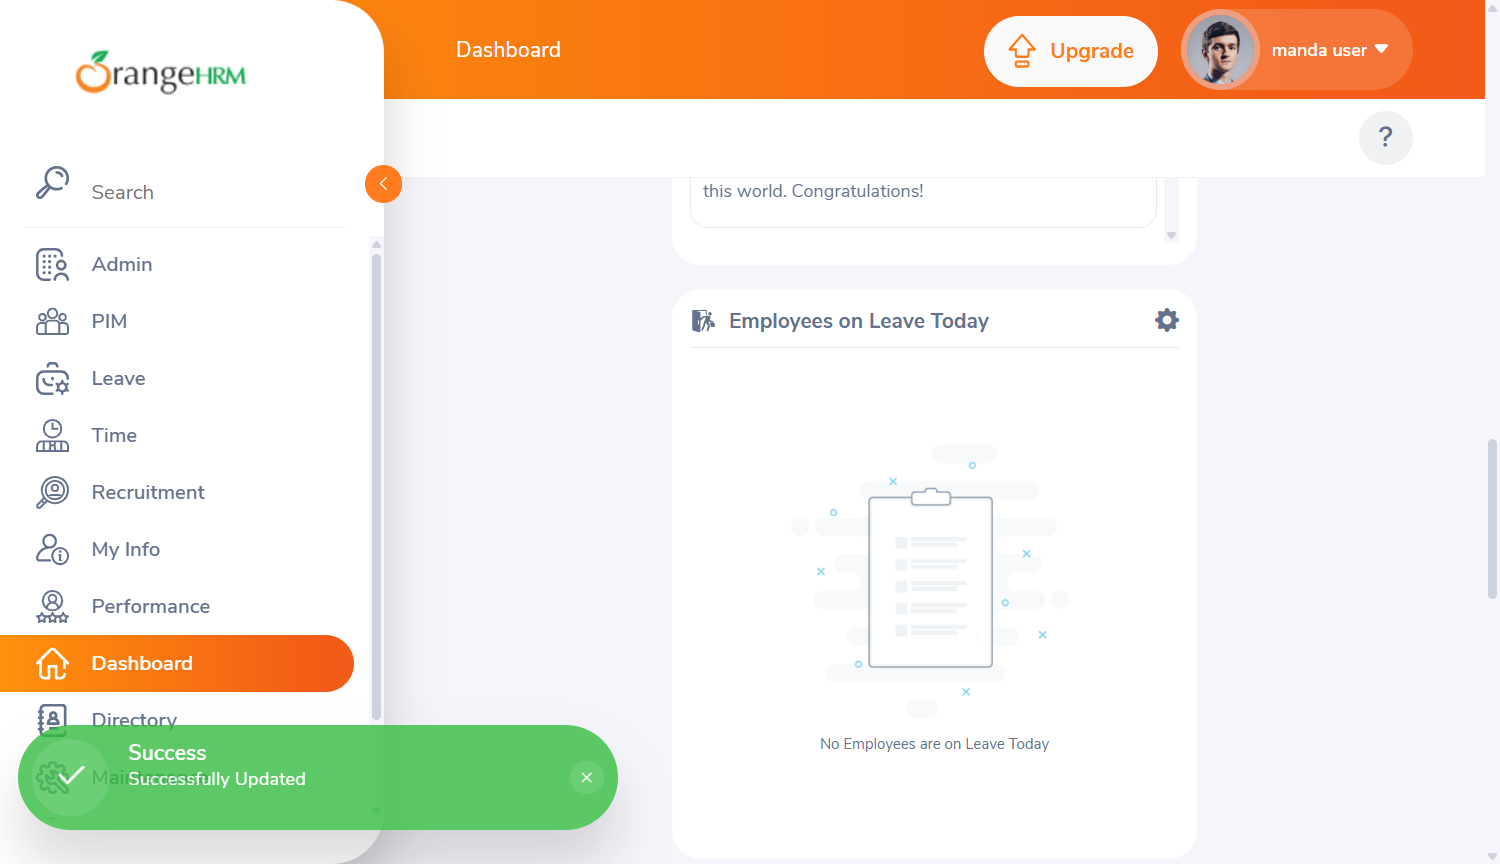 OrangeHRM
Dashboard
Upgrade
manda user
?
Search
this world. Congratulations!
Admin
PIM
Leave
Time
Recruitment
My Info
Performance
Dashboard
Directory
Employees on Leave Today
No Employees are on Leave Today
Success
Successfully Updated